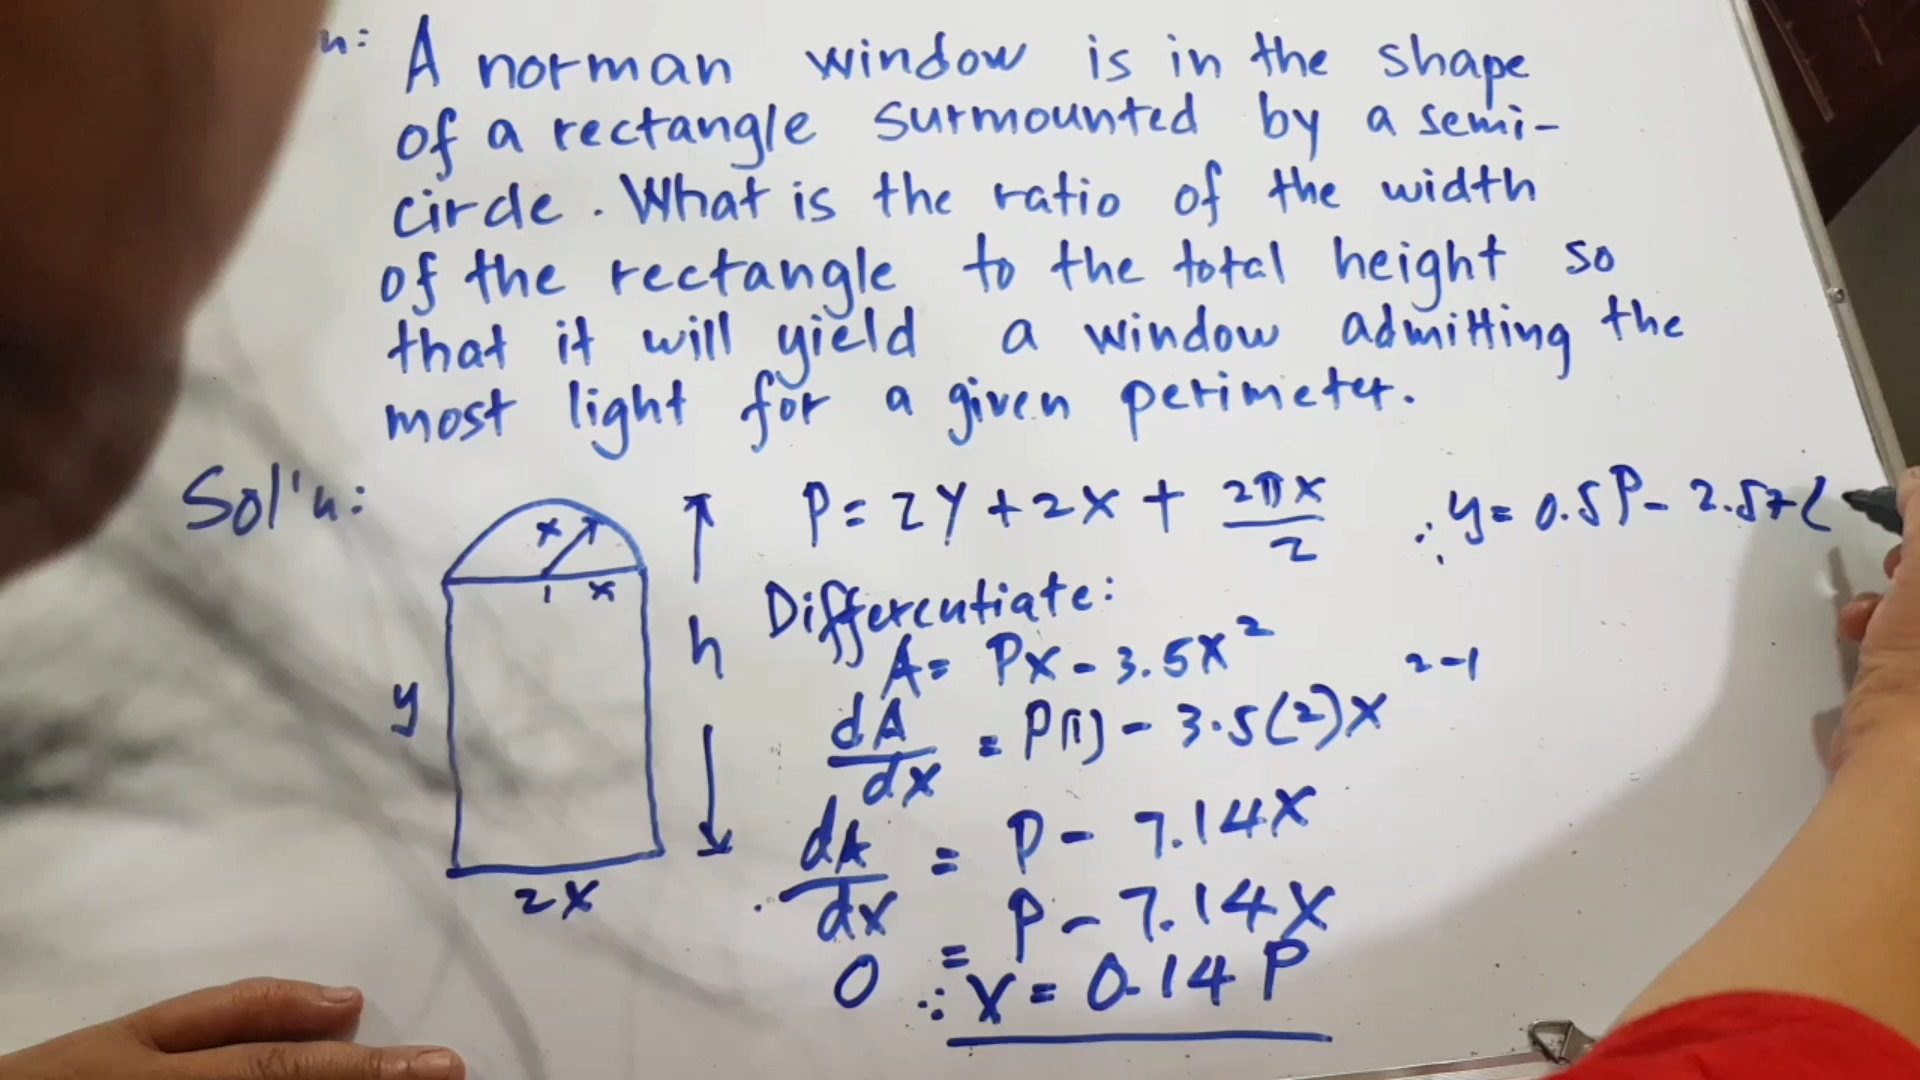 n: A norman window is in the shape
of a rectangle surmounted by a semi-
circle. What is the ratio of the width
of the rectangle to the total height so
that it will yield a window admitting the
most light for a given perimeter.
Sol'n:
x
x
h
y
2x
P = 2y + 2x + 2πx/2
∴ y = 0.5P - 2.57(
Differentiate:
A = Px - 3.5x²
dA/dx = P(1) - 3.5(2)x²⁻¹
dA/dx = P - 7.14x
0 = P - 7.14x
∴ x = 0.14P